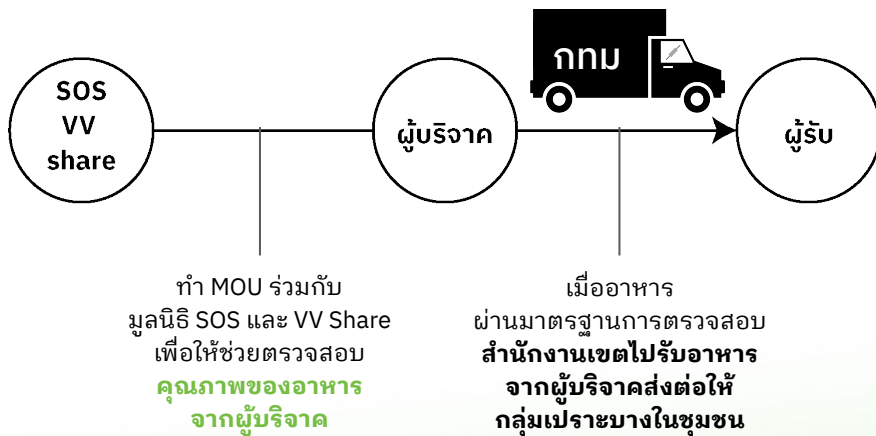 SOS
VV
share
ผู้บริจาค
กทม
ผู้รับ
ทำ MOU ร่วมกับ
มูลนิธิ SOS และ VV Share
เพื่อให้ช่วยตรวจสอบ
คุณภาพของอาหาร
จากผู้บริจาค
เมื่ออาหาร
ผ่านมาตรฐานการตรวจสอบ
สำนักงานเขตไปรับอาหาร
จากผู้บริจาคส่งต่อให้
กลุ่มเปราะบางในชุมชน